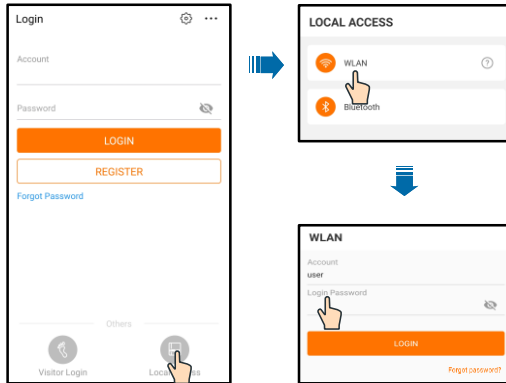 Login
Account
Password
LOGIN
REGISTER
Forgot Password
Others
Visitor Login
LOCAL ACCESS
WLAN
Bluetooth
WLAN
Account
user
Login Password
LOGIN
Forgot password?